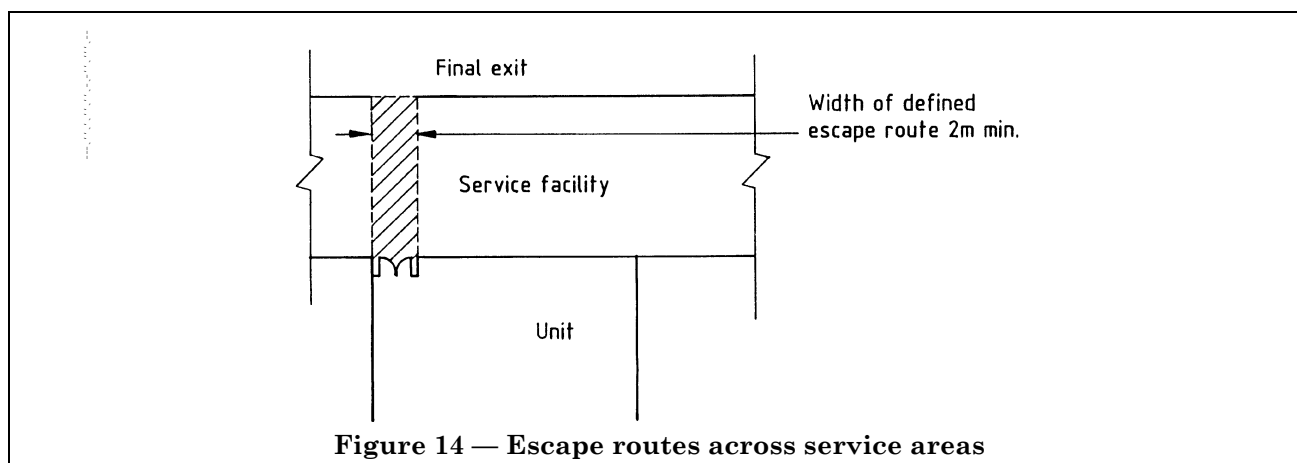 Final exit
Width of defined
escape route 2m min.
Service facility
Unit
Figure 14 — Escape routes across service areas